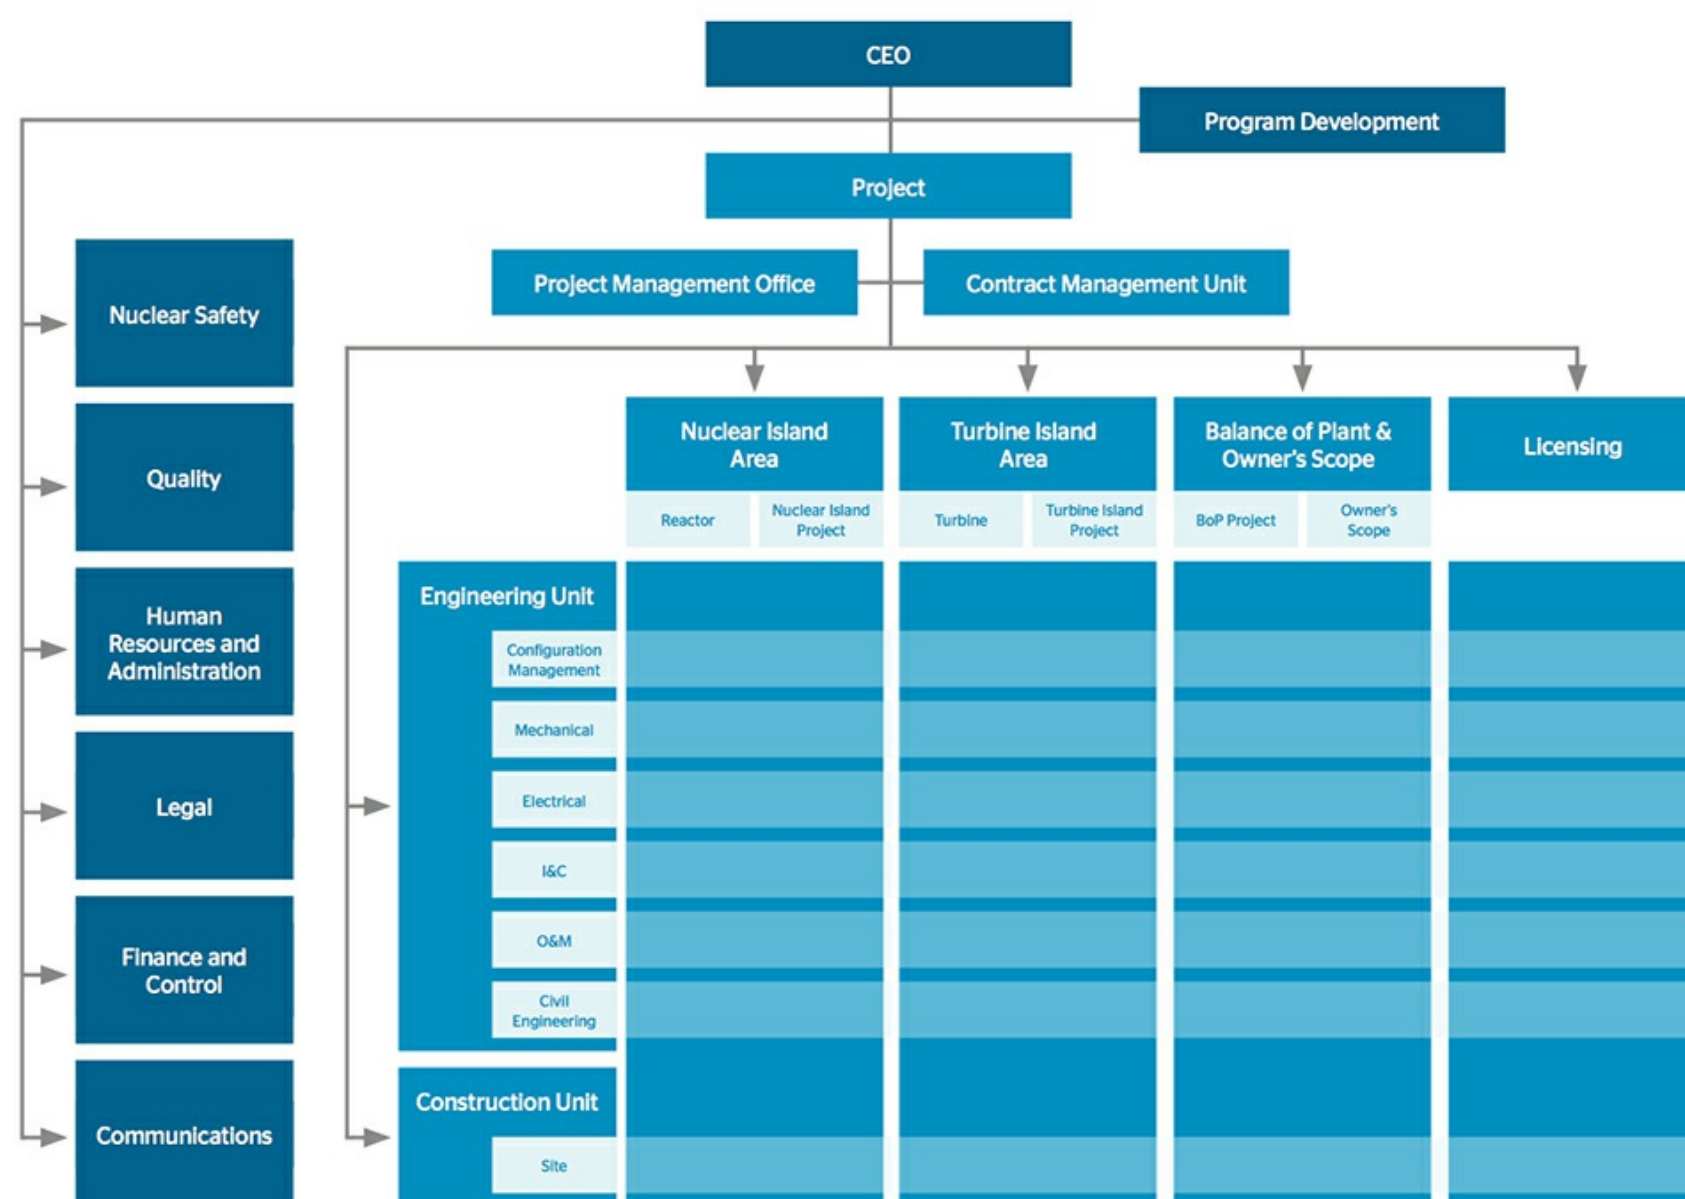 CEO
Program Development
Project
Project Management Office
Contract Management Unit
Nuclear Safety
Quality
Human
Resources and
Administration
Legal
Finance and
Control
Communications
Nuclear Island
Area
Reactor
Nuclear Island
Project
Turbine Island
Area
Turbine
Turbine Island
Project
Balance of Plant &
Owner's Scope
BoP Project
Owner's
Scope
Licensing
Engineering Unit
Configuration
Management
Mechanical
Electrical
I&C
O&M
Civil
Engineering
Construction Unit
Site